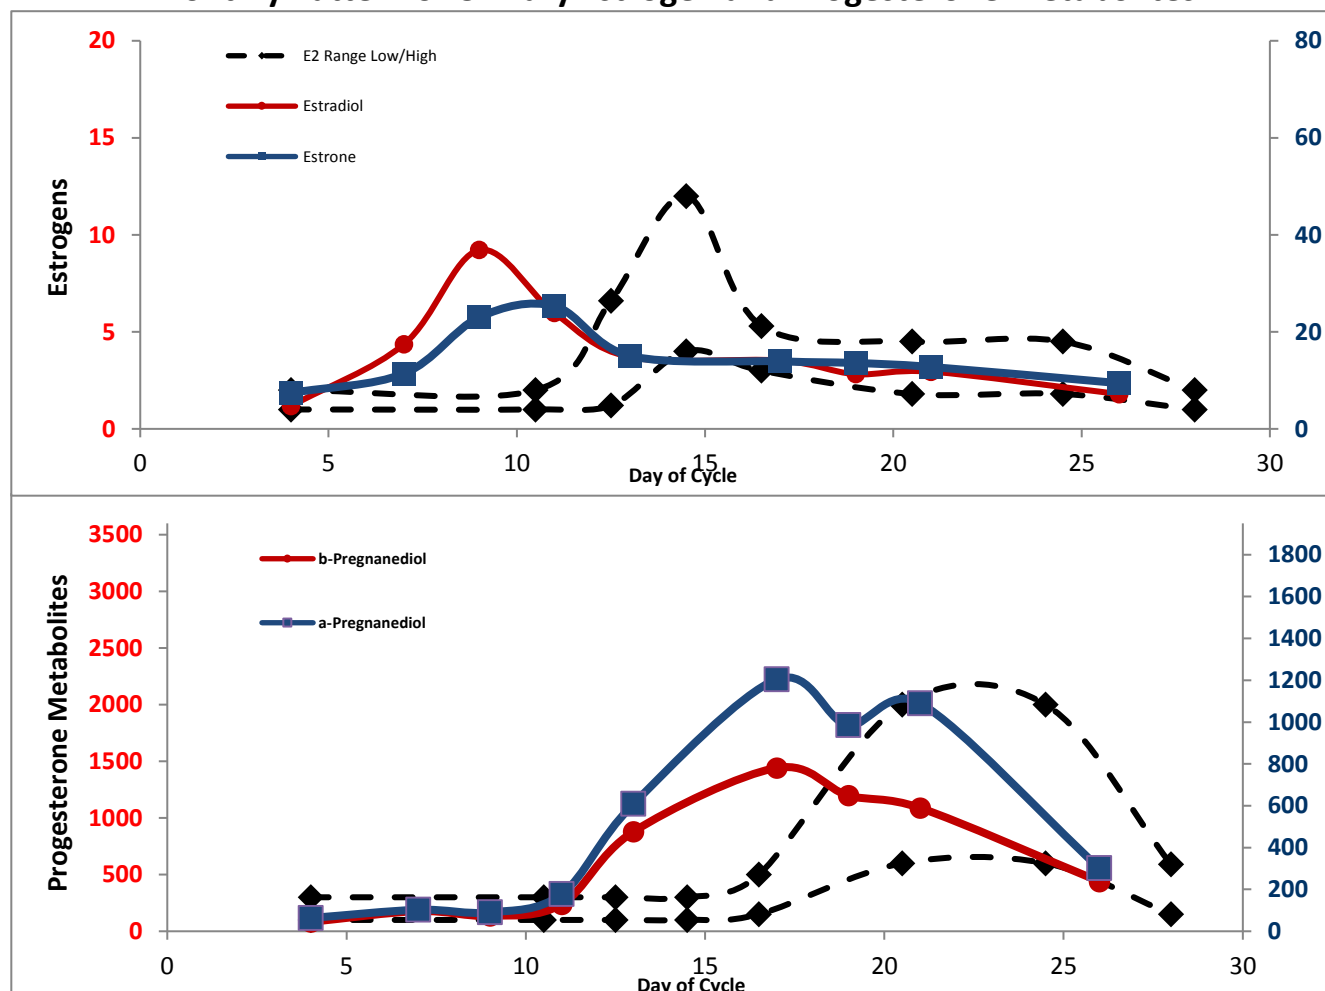 20
80
E2 Range Low/High
Estradiol
15
60
Estrone
Estrogens
10
40
5
20
0
0
0 5 10 15 20 25 30
Day of Cycle
3500
b-Pregnanediol
1800
3000
1600
a-Pregnanediol
2500
1400
Progesterone Metabolites
2000
1200
1000
1500
800
1000
600
400
500
200
0
0
0 5 10 15 20 25 30
Day of Cycle